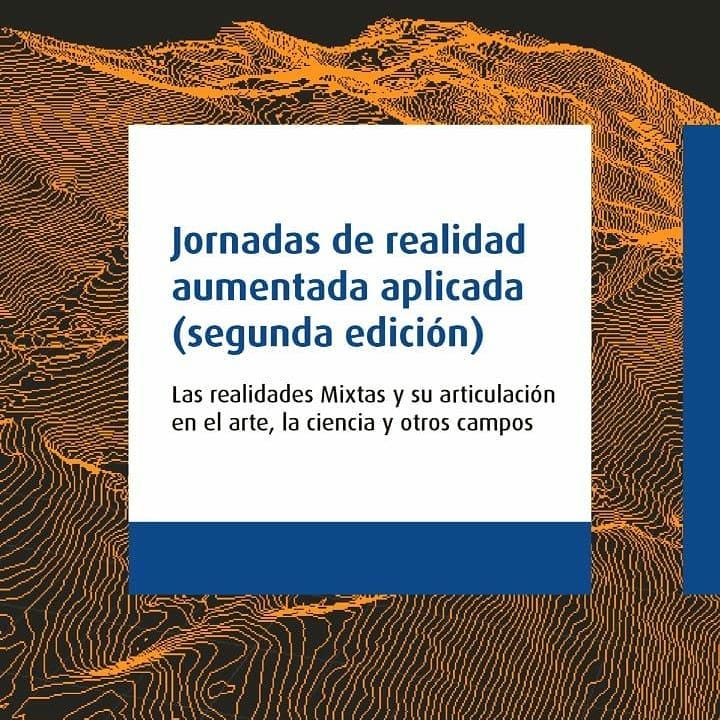 Jornadas de realidad
aumentada aplicada
(segunda edición)
Las realidades Mixtas y su articulación
en el arte, la ciencia y otros campos